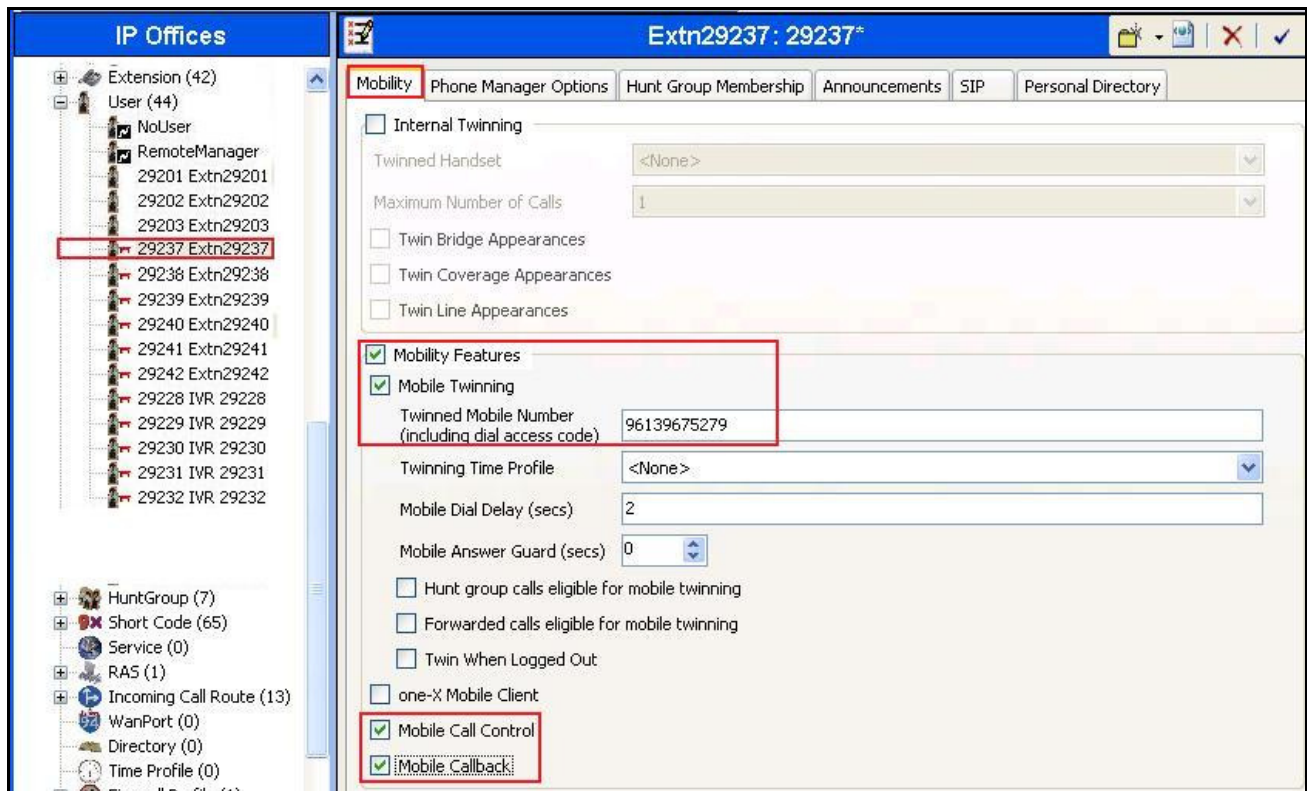 IP Offices
Extension (42)
User (44)
NoUser
RemoteManager
29201 Extn29201
29202 Extn29202
29203 Extn29203
29237 Extn29237
29238 Extn29238
29239 Extn29239
29240 Extn29240
29241 Extn29241
29242 Extn29242
29228 IVR 29228
29229 IVR 29229
29230 IVR 29230
29231 IVR 29231
29232 IVR 29232
HuntGroup (7)
Short Code (65)
Service (0)
RAS (1)
Incoming Call Route (13)
WanPort (0)
Directory (0)
Time Profile (0)
Extn29237: 29237*
Mobility Phone Manager Options Hunt Group Membership Announcements SIP Personal Directory
Internal Twinning
Twinned Handset <None>
Maximum Number of Calls 1
Twin Bridge Appearances
Twin Coverage Appearances
Twin Line Appearances
Mobility Features
Mobile Twinning
Twinned Mobile Number
(including dial access code) 96139675279
Twinning Time Profile <None>
Mobile Dial Delay (secs) 2
Mobile Answer Guard (secs) 0
Hunt group calls eligible for mobile twinning
Forwarded calls eligible for mobile twinning
Twin When Logged Out
one-X Mobile Client
Mobile Call Control
Mobile Callback